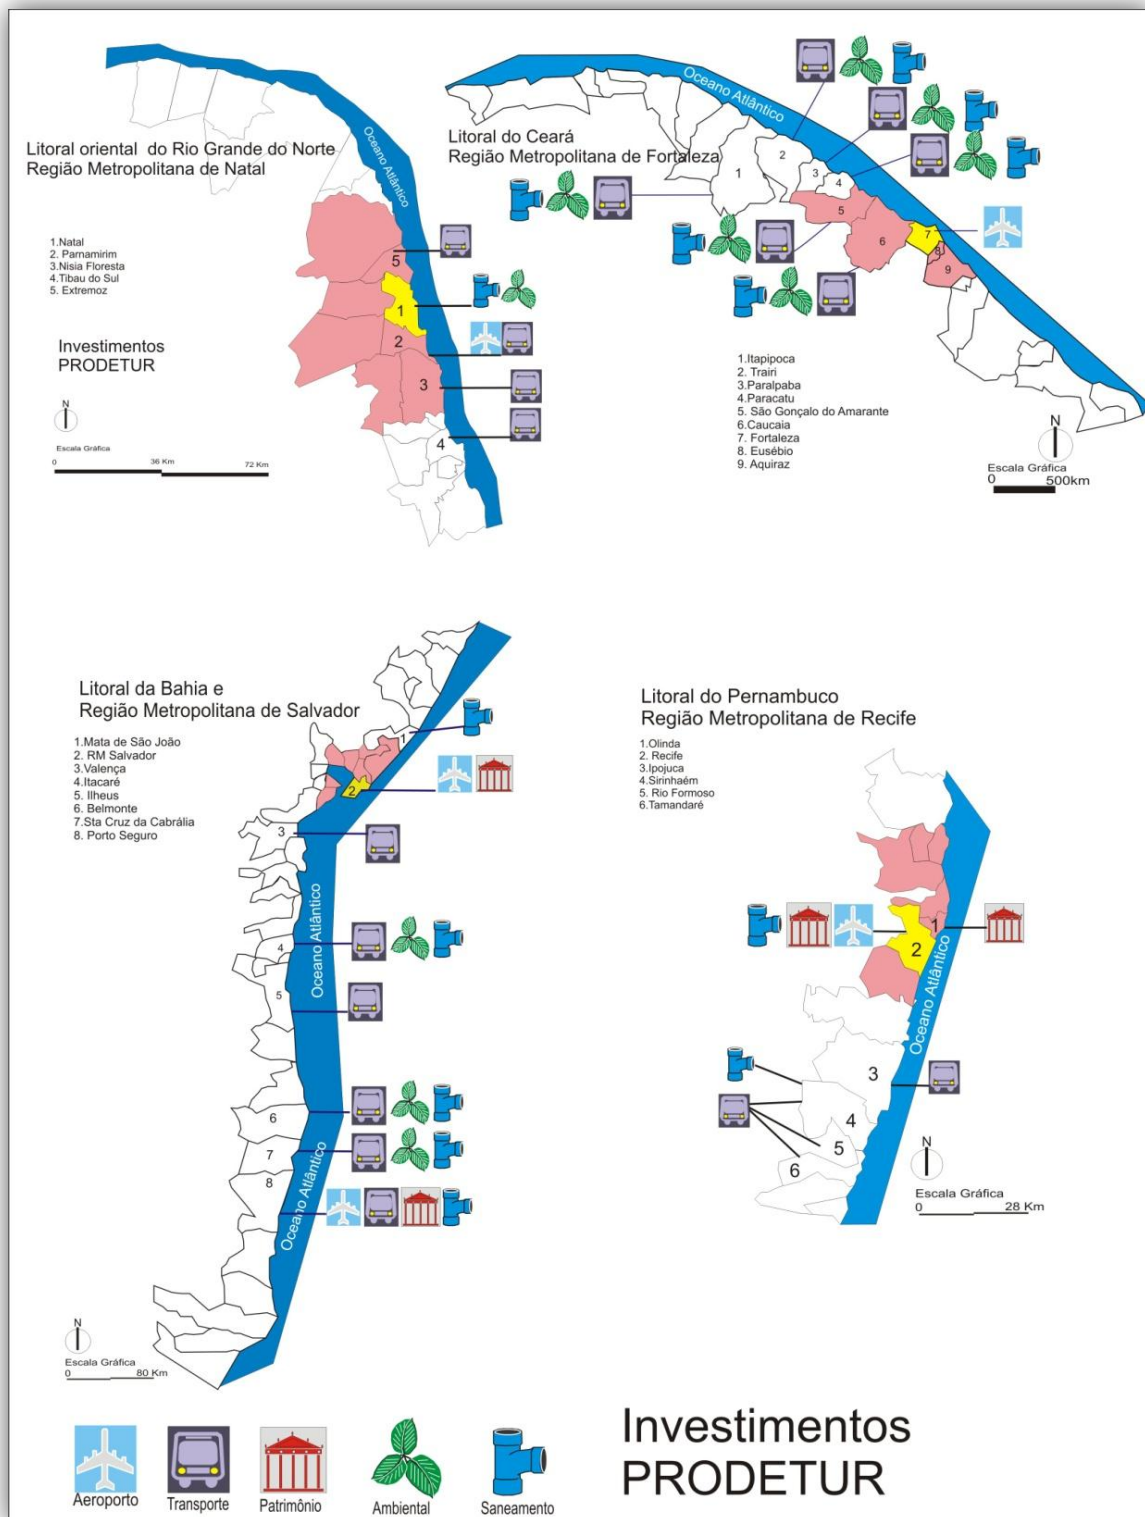 Litoral oriental do Rio Grande do Norte
Região Metropolitana de Natal
Oceano Atlântico
1.Natal
2. Parnamirim
3.Nisia Floresta
4.Tibau do Sul
5. Extremoz
Investimentos
PRODETUR
5
1
2
3
4
N
Escala Gráfica
0 36 Km 72 Km
Litoral do Ceará
Região Metropolitana de Fortaleza
Oceano Atlântico
1
2
3
4
5
6
7
8
9
1.Itapipoca
2. Trairi
3.Paralpaba
4.Paracatu
5. São Gonçalo do Amarante
6.Caucaia
7. Fortaleza
8. Eusébio
9. Aquiraz
N
Escala Gráfica
0 500km
Litoral da Bahia e
Região Metropolitana de Salvador
1.Mata de São João
2. RM Salvador
3.Valença
4.Itacaré
5. Ilheus
6. Belmonte
7.Sta Cruz da Cabrália
8. Porto Seguro
1
2
3
4
5
6
7
8
Oceano Atlântico
Oceano Atlântico
N
Escala Gráfica
0 80 Km
Litoral do Pernambuco
Região Metropolitana de Recife
1.Olinda
2. Recife
3.Ipojuca
4.Sirinhaém
5. Rio Formoso
6.Tamandaré
1
2
3
4
5
6
Oceano Atlântico
N
Escala Gráfica
0 28 Km
Aeroporto
Transporte
Patrimônio
Ambiental
Saneamento
Investimentos
PRODETUR